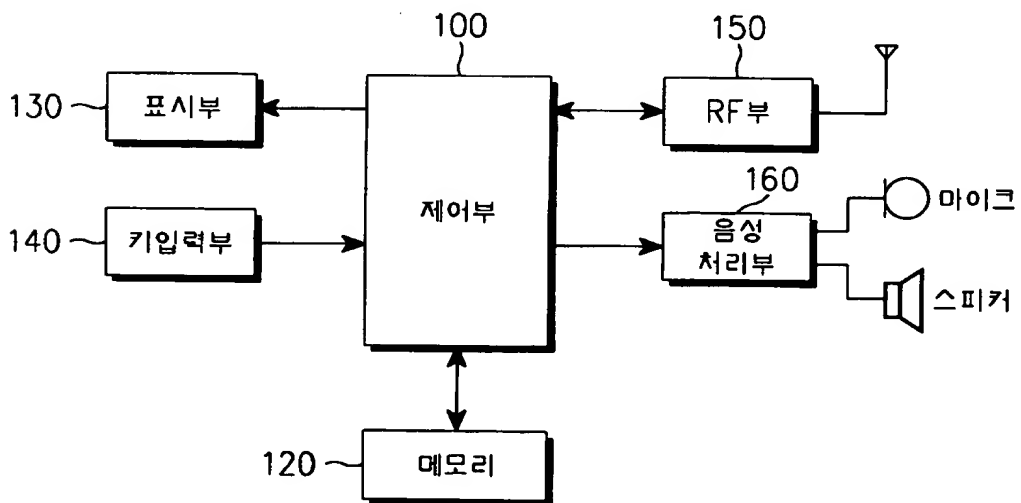 100
150
130
표시부
RF부
제어부
160
마이크
140
키입력부
음성
처리부
스피커
120
메모리